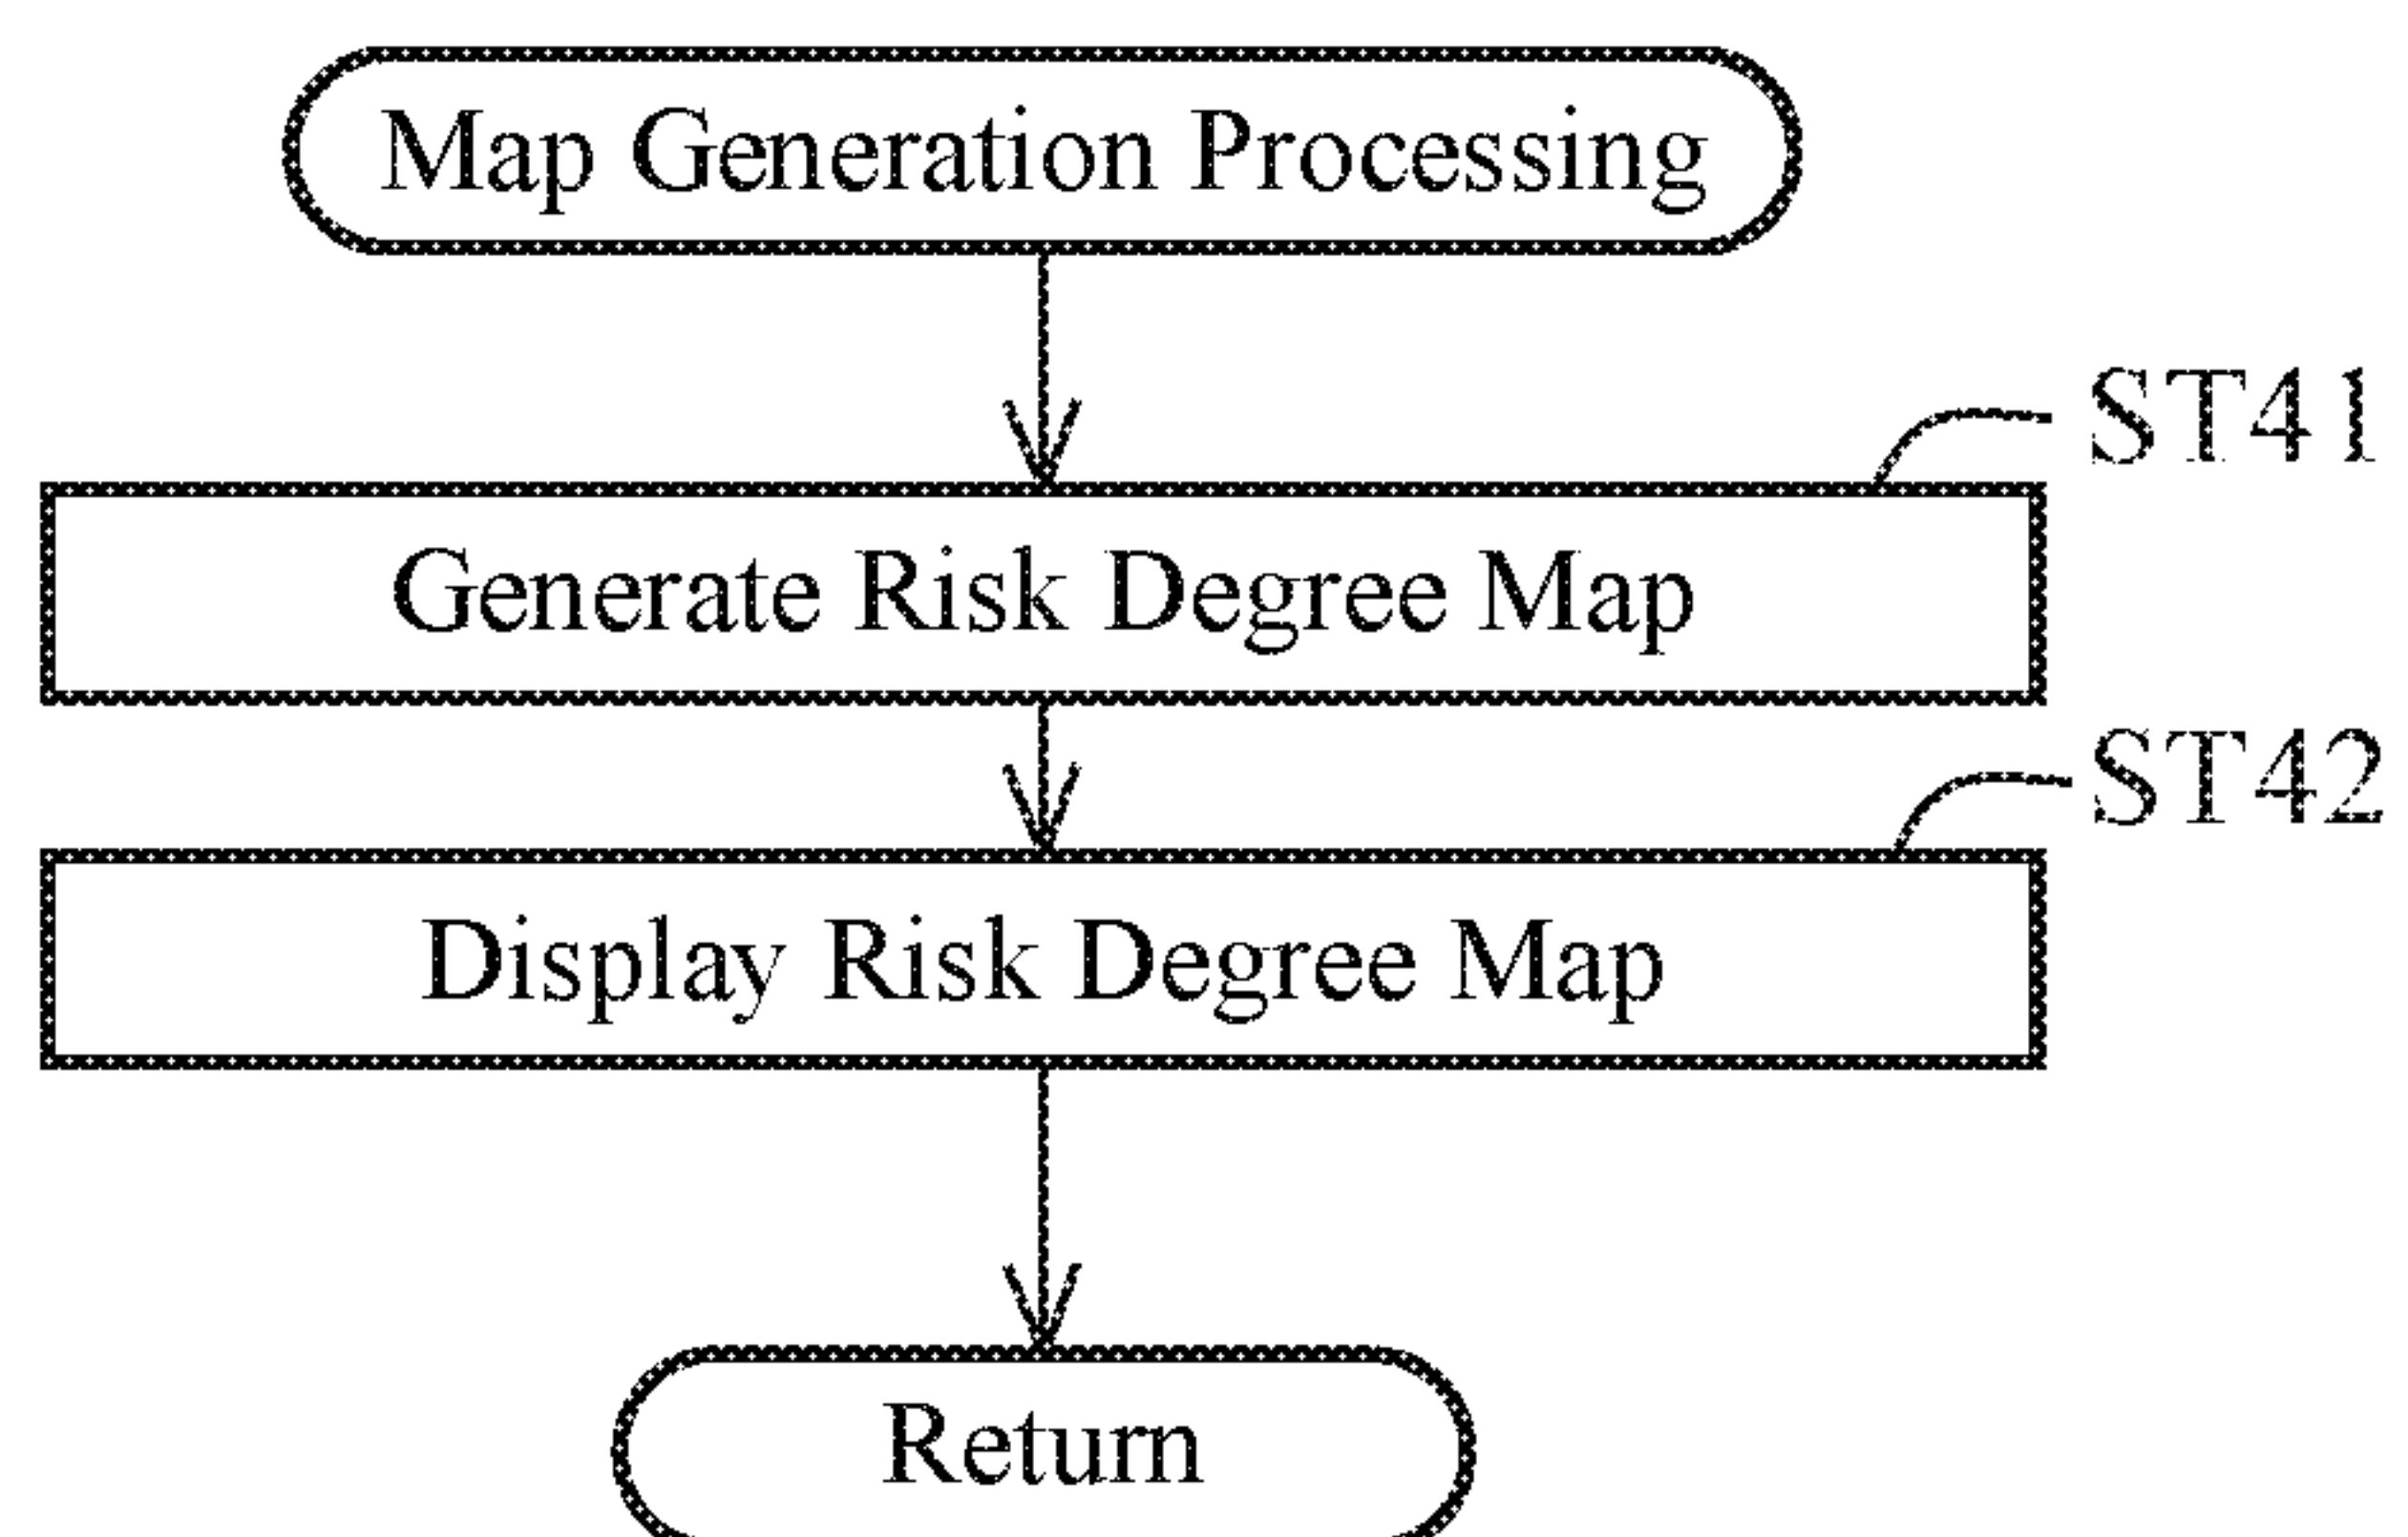 Map Generation Processing
ST41
Generate Risk Degree Map
ST42
Display Risk Degree Map
Return